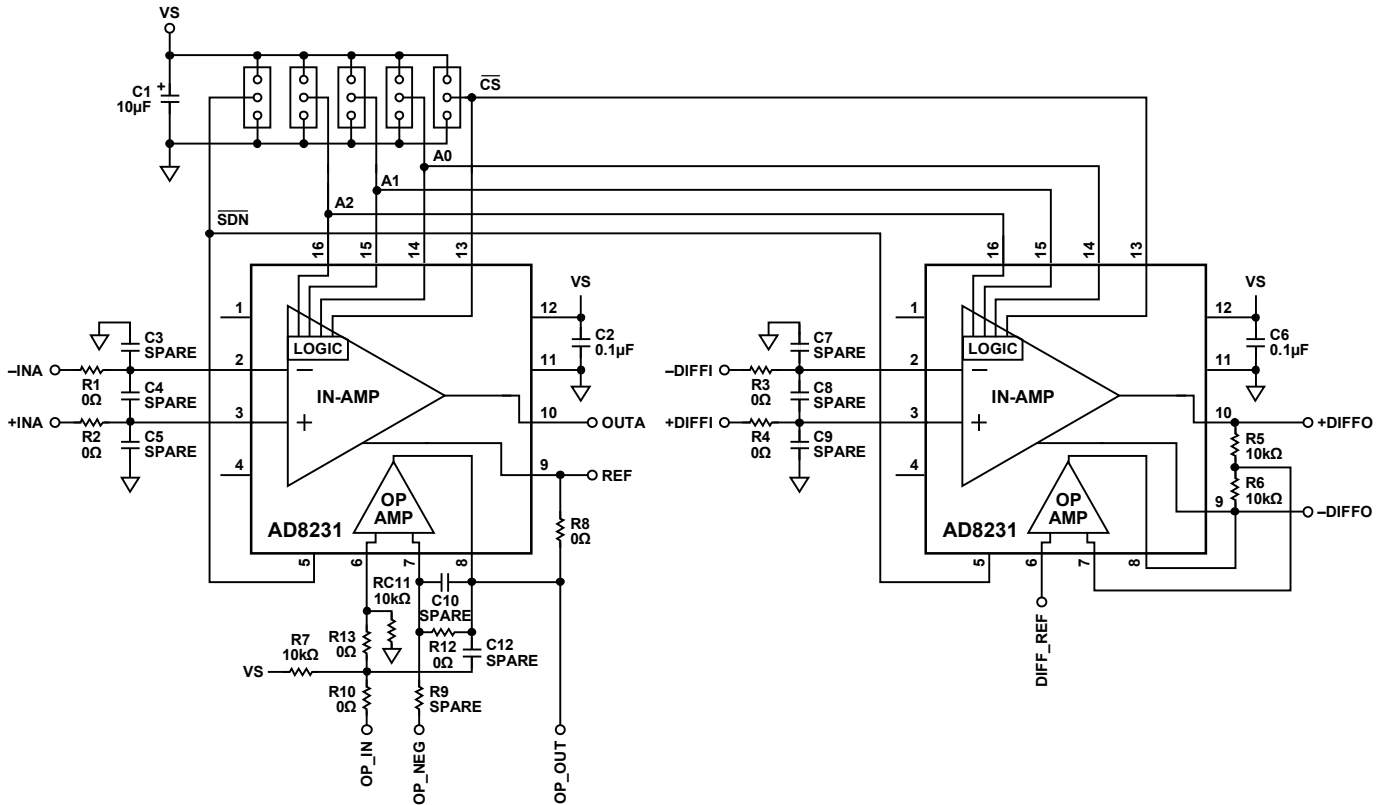 VS
C1
10µF
+
CS
A0
A1
A2
SDN
16
15
14
13
1
2
3
4
12
11
10
9
5
6
7
8
LOGIC
−
IN-AMP
+
OP
AMP
AD8231
C3
SPARE
–INA
R1
0Ω
C4
SPARE
+INA
R2
0Ω
C5
SPARE
VS
C2
0.1µF
OUTA
REF
R8
0Ω
RC11
10kΩ
C10
SPARE
R13
0Ω
R12
0Ω
C12
SPARE
R7
10kΩ
VS
R10
0Ω
R9
SPARE
OP_IN
OP_NEG
OP_OUT
16
15
14
13
1
2
3
4
12
11
10
9
5
6
7
8
LOGIC
−
IN-AMP
+
OP
AMP
AD8231
C7
SPARE
–DIFFI
R3
0Ω
C8
SPARE
+DIFFI
R4
0Ω
C9
SPARE
VS
C6
0.1µF
+DIFFO
R5
10kΩ
R6
10kΩ
–DIFFO
DIFF_REF